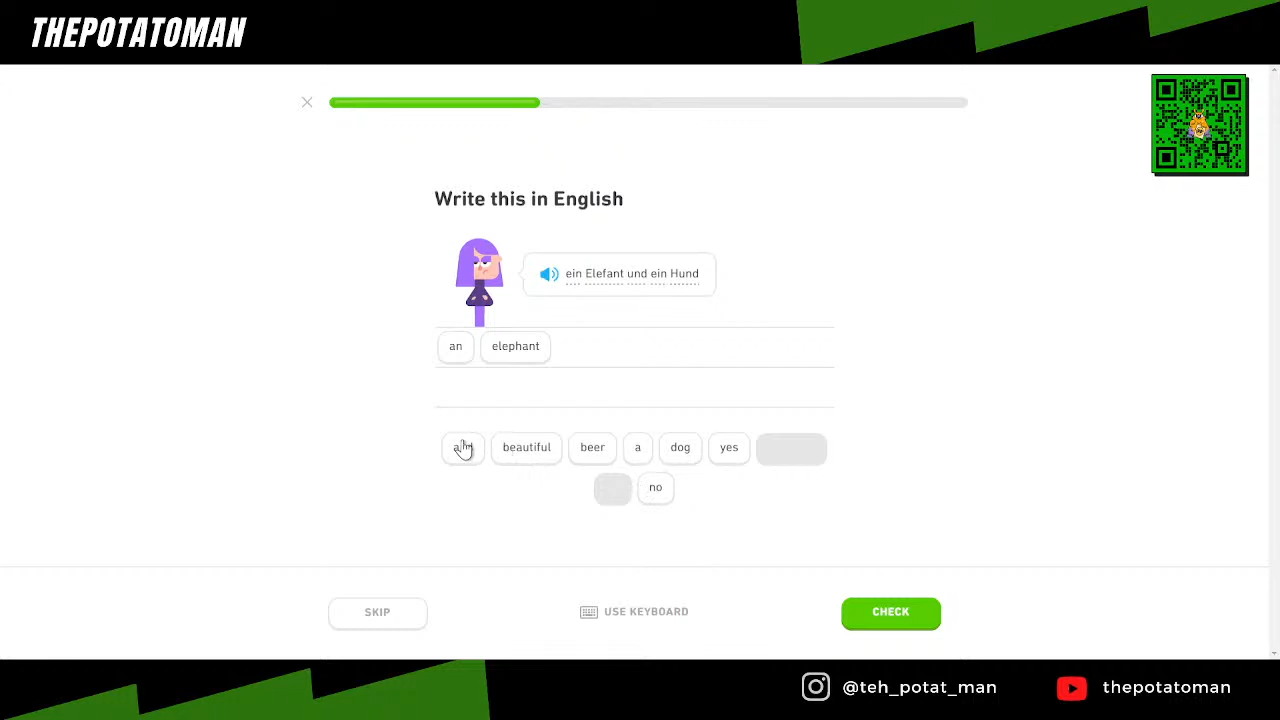 THEPOTATOMAN
Write this in English
ein Elefant und ein Hund
an elephant
beautiful beer a dog yes
no
SKIP USE KEYBOARD CHECK
@teh_potat_man thepotatoman